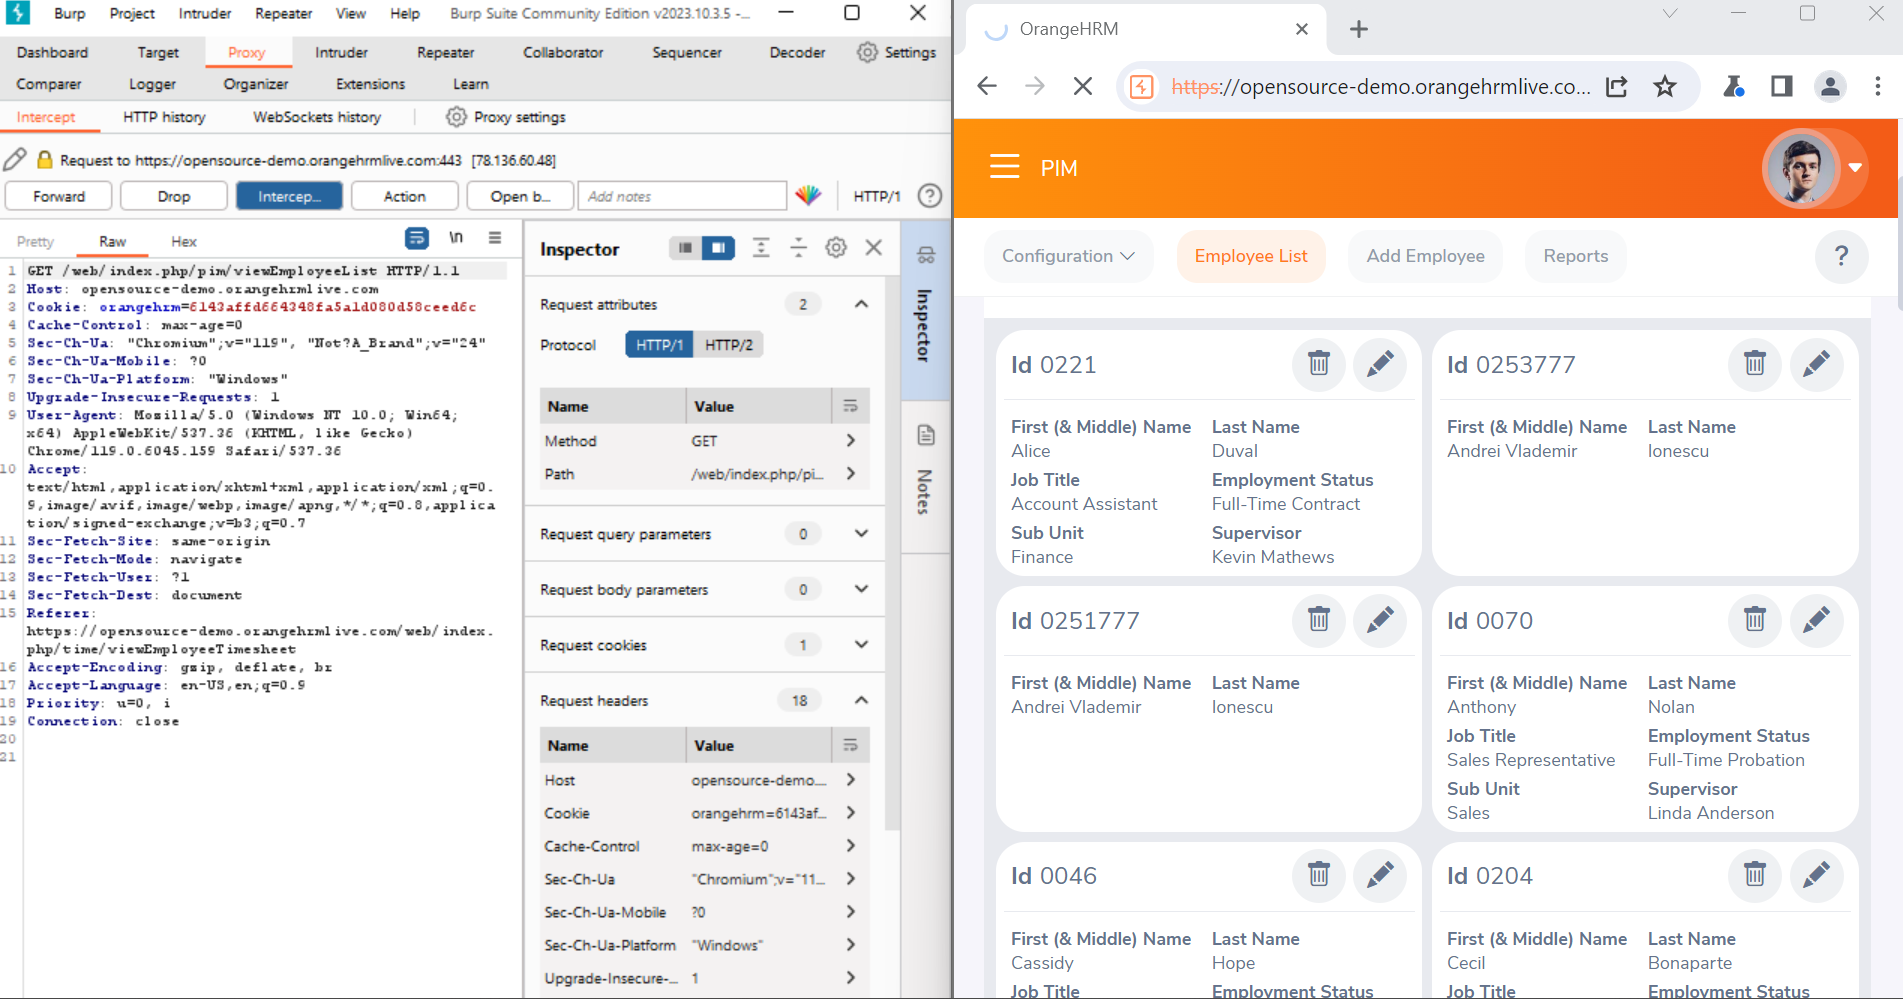 Burp Project Intruder Repeater View Help Burp Suite Community Edition v2023.10.3.5 -...
Dashboard Target Proxy Intruder Repeater Collaborator Sequencer Decoder Settings
Comparer Logger Organizer Extensions Learn
Intercept HTTP history WebSockets history Proxy settings
Request to https://opensource-demo.orangehrmlive.com:443 [78.136.60.48]
Forward Drop Intercep... Action Open b... Add notes HTTP/1 ?
Pretty Raw Hex \n
1 GET /web/index.php/pim/viewEmployeeList HTTP/1.1
2 Host: opensource-demo.orangehrmlive.com
3 Cookie: orangehrm=6143affd664348fa5a1d080d58ceed6c
4 Cache-Control: max-age=0
5 Sec-Ch-Ua: "Chromium";v="119", "Not?A_Brand";v="24"
6 Sec-Ch-Ua-Mobile: ?0
7 Sec-Ch-Ua-Platform: "Windows"
8 Upgrade-Insecure-Requests: 1
9 User-Agent: Mozilla/5.0 (Windows NT 10.0; Win64;
x64) AppleWebKit/537.36 (KHTML, like Gecko)
Chrome/119.0.6045.159 Safari/537.36
10 Accept:
text/html,application/xhtml+xml,application/xml;q=0.
9,image/avif,image/webp,image/apng,*/*;q=0.8,applica
tion/signed-exchange;v=b3;q=0.7
11 Sec-Fetch-Site: same-origin
12 Sec-Fetch-Mode: navigate
13 Sec-Fetch-User: ?1
14 Sec-Fetch-Dest: document
15 Referer:
https://opensource-demo.orangehrmlive.com/web/index.
php/time/viewEmployeeTimesheet
16 Accept-Encoding: gzip, deflate, br
17 Accept-Language: en-US,en;q=0.9
18 Priority: u=0, i
19 Connection: close
20
21
Inspector
Request attributes 2
Protocol HTTP/1 HTTP/2
Name Value
Method GET
Path /web/index.php/pi...
Request query parameters 0
Request body parameters 0
Request cookies 1
Request headers 18
Name Value
Host opensource-demo....
Cookie orangehrm=6143af...
Cache-Control max-age=0
Sec-Ch-Ua "Chromium";v="11...
Sec-Ch-Ua-Mobile ?0
Sec-Ch-Ua-Platform "Windows"
Upgrade-Insecure-... 1
Inspector
Notes
OrangeHRM
https://opensource-demo.orangehrmlive.co...
PIM
Configuration Employee List Add Employee Reports ?
Id 0221
First (& Middle) Name Last Name
Alice Duval
Job Title Employment Status
Account Assistant Full-Time Contract
Sub Unit Supervisor
Finance Kevin Mathews
Id 0253777
First (& Middle) Name Last Name
Andrei Vlademir Ionescu
Id 0251777
First (& Middle) Name Last Name
Andrei Vlademir Ionescu
Id 0070
First (& Middle) Name Last Name
Anthony Nolan
Job Title Employment Status
Sales Representative Full-Time Probation
Sub Unit Supervisor
Sales Linda Anderson
Id 0046
First (& Middle) Name Last Name
Cassidy Hope
Job Title Employment Status
Id 0204
First (& Middle) Name Last Name
Cecil Bonaparte
Job Title Employment Status